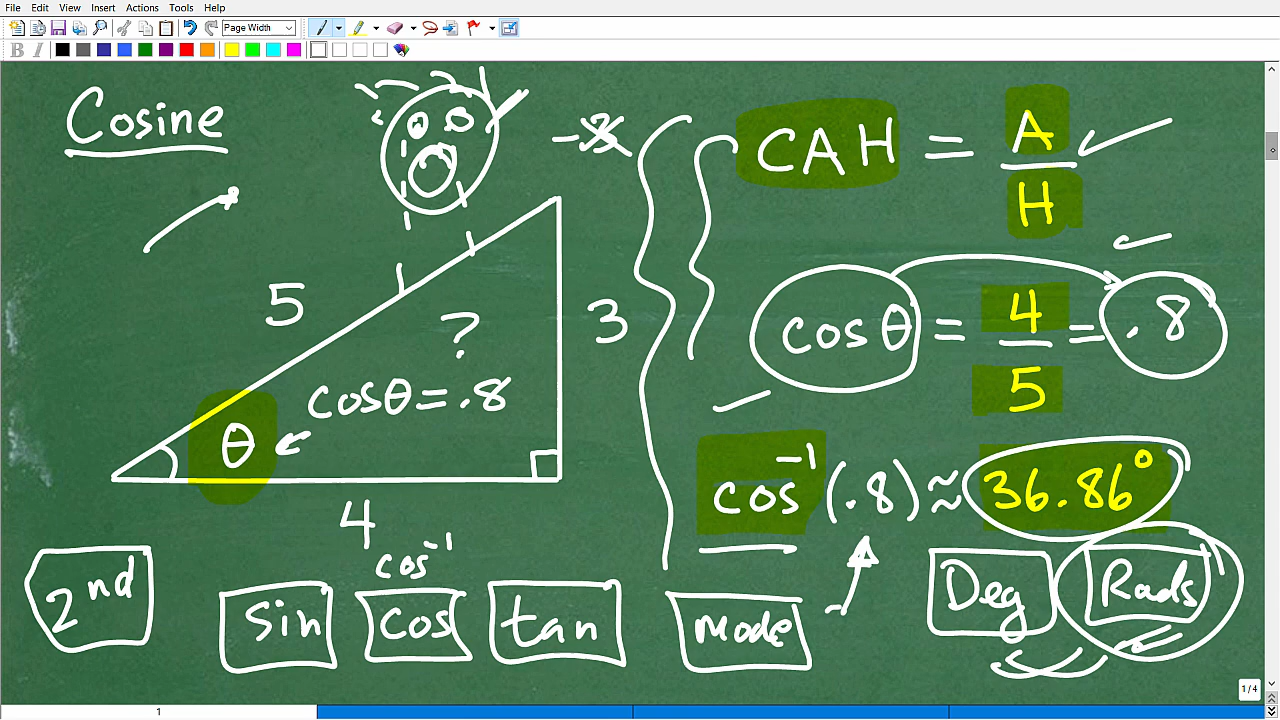 File Edit View Insert Actions Tools Help
Page Width
B I
Cosine
CAH = A/H
5
3
?
cosθ = .8
θ
4
cosθ = 4/5 = .8
cos⁻¹(.8) ≈ 36.86°
2nd
sin
cos⁻¹
cos
tan
mode
Deg
Rads
1/4
1